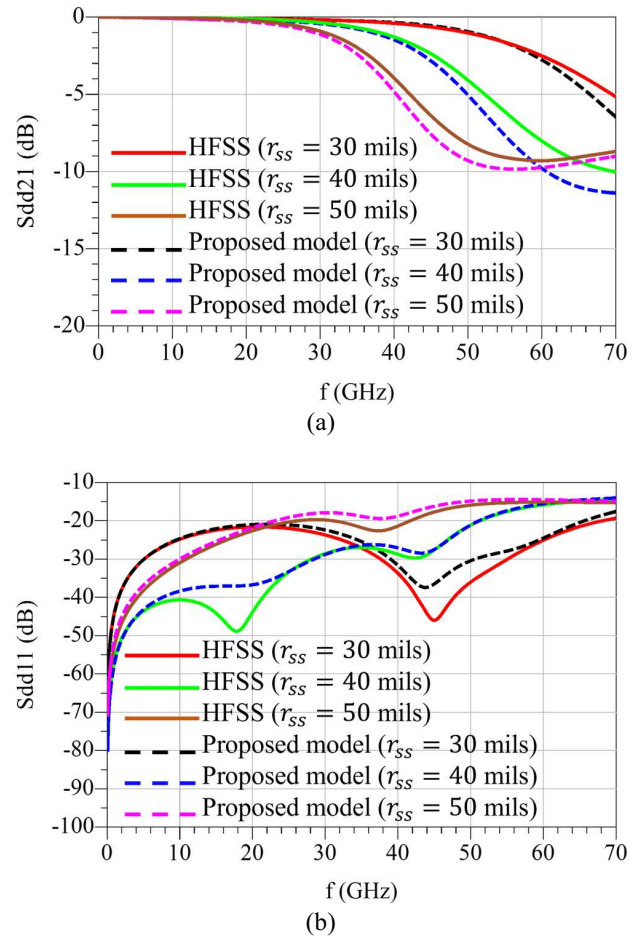 0
-5
-10
-15
-20
Sdd21 (dB)
HFSS (r_ss = 30 mils)
HFSS (r_ss = 40 mils)
HFSS (r_ss = 50 mils)
Proposed model (r_ss = 30 mils)
Proposed model (r_ss = 40 mils)
Proposed model (r_ss = 50 mils)
0 10 20 30 40 50 60 70
f (GHz)
(a)
-10
-20
-30
-40
-50
-60
-70
-80
-90
-100
Sdd11 (dB)
HFSS (r_ss = 30 mils)
HFSS (r_ss = 40 mils)
HFSS (r_ss = 50 mils)
Proposed model (r_ss = 30 mils)
Proposed model (r_ss = 40 mils)
Proposed model (r_ss = 50 mils)
0 10 20 30 40 50 60 70
f (GHz)
(b)